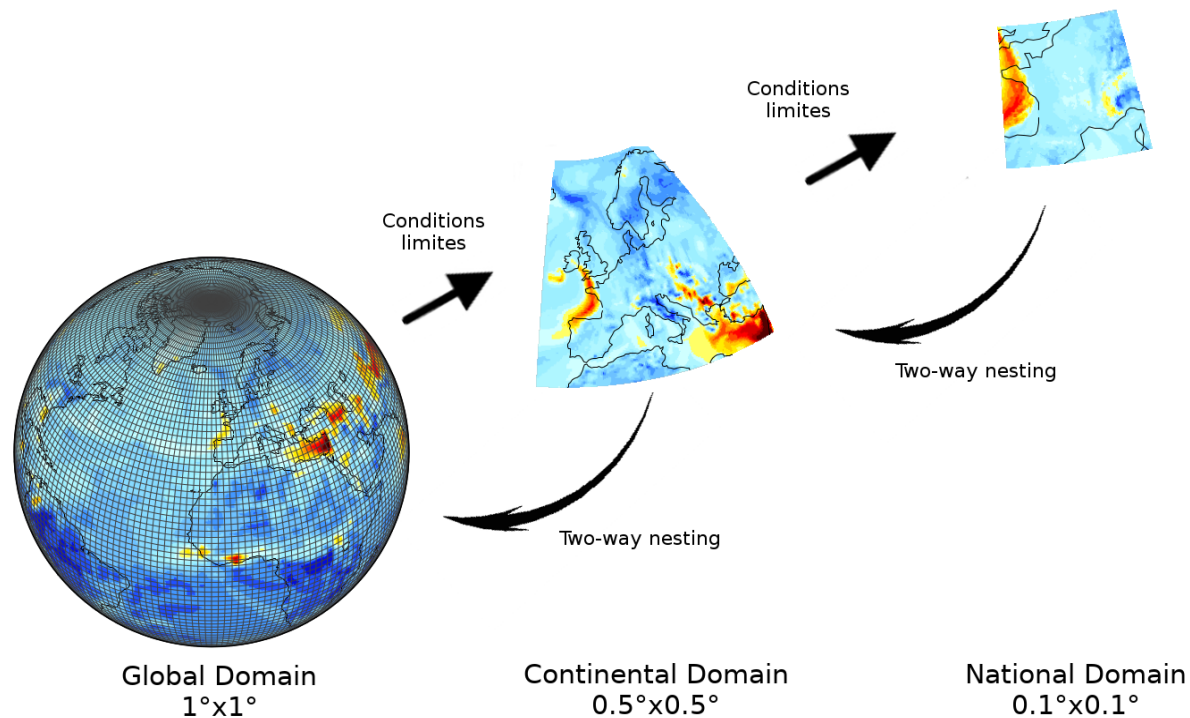 Conditions
limites
Conditions
limites
Two-way nesting
Two-way nesting
Global Domain
1°x1°
Continental Domain
0.5°x0.5°
National Domain
0.1°x0.1°